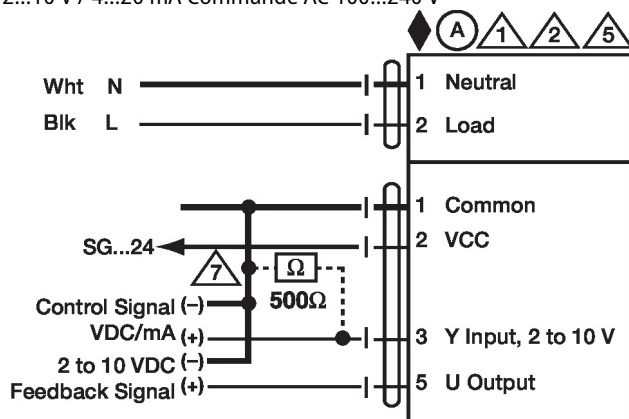 2...10 V / 4...20 mA Commande AC 100...240 V
A 1 2 5
Wht N 1 Neutral
Blk L 2 Load
1 Common
SG...24 2 VCC
7 Ω
500Ω
Control Signal (–)
VDC/mA (+) 3 Y Input, 2 to 10 V
2 to 10 VDC (–)
Feedback Signal (+) 5 U Output